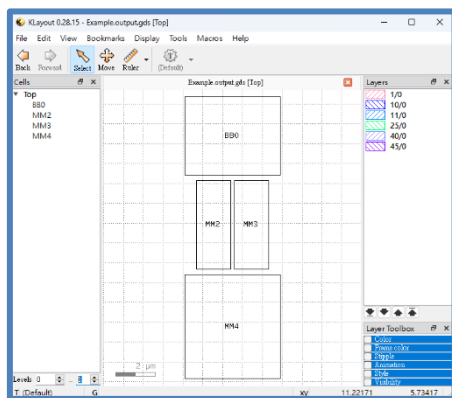 KLayout 0.28.15 - Example.output.gds [Top]
File Edit View Bookmarks Display Tools Macros Help
Back Forward Select Move Ruler (Default)
Cells
Example.output.gds [Top]
Layers
Top
BB0
MM2
MM3
MM4
1/0
10/0
11/0
25/0
40/0
45/0
BB0
MM2 MM3
MM4
2 µm
Layer Toolbox
Color
Frame color
Stipple
Animation
Style
Visibility
Levels 0 ..
T (Default) G xy 11.22171 5.73417